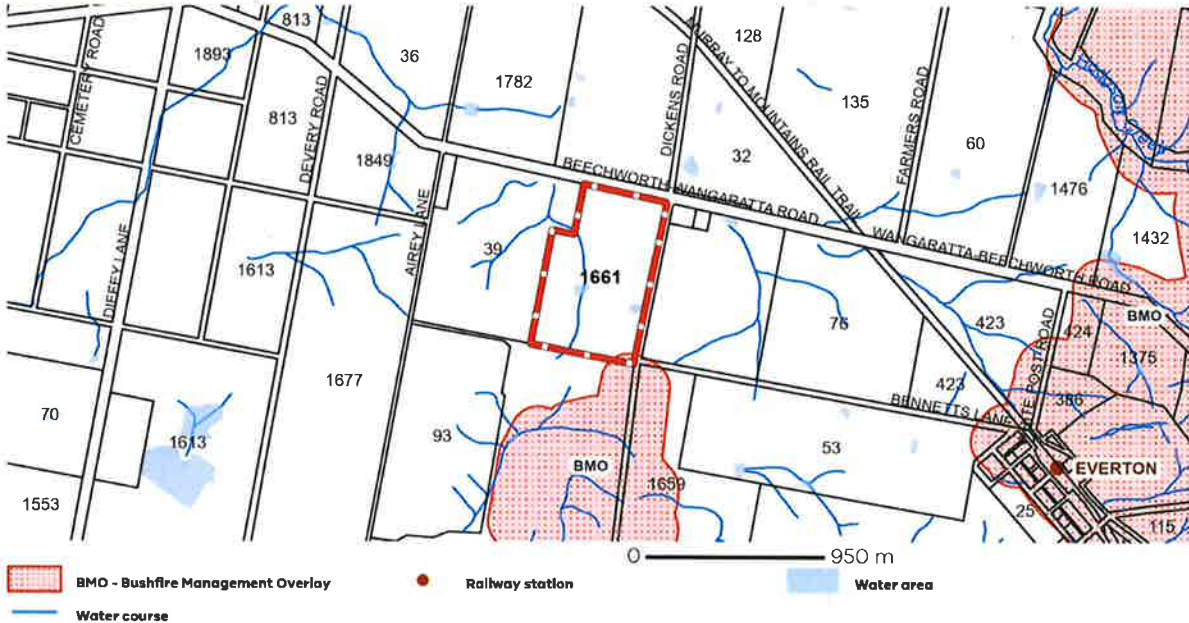 813
CEMETERY ROAD
1893
36
128
MURRAY TO MOUNTAINS RAIL TRAIL
Hodgson Creek
1782
DICKENS ROAD
135
DEVERY ROAD
813
FARMERS ROAD
60
1849
32
BEECHWORTH-WANGARATTA ROAD
1476
DIFFEY LANE
AIREY LANE
39
WANGARATTA-BEECHWORTH ROAD
1432
1613
1661
BMO
76
423
424
1375
1677
423
386
BENNETTS LANE
70
1613
93
53
BMO
EVERTON
1659
1553
25
115
0 950 m
BMO - Bushfire Management Overlay
Railway station
Water area
Water course